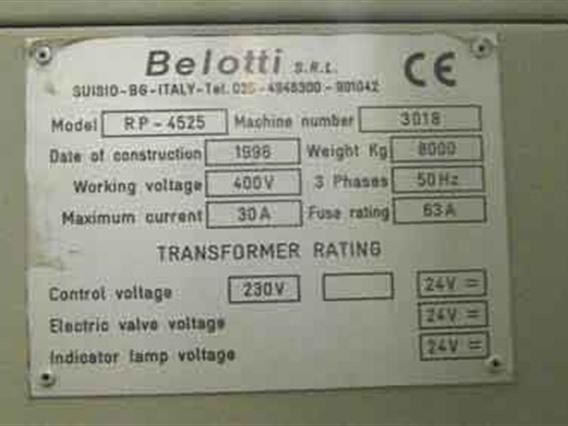 Belotti S.R.L. CE
SUISIO-BG-ITALY-Tel. 035-4948300-901042
Model RP-4525 Machine number 3018
Date of construction 1996 Weight Kg 8000
Working voltage 400V 3 Phases 50Hz
Maximum current 30A Fuse rating 63A
TRANSFORMER RATING
Control voltage 230V 24V =
Electric valve voltage 24V =
Indicator lamp voltage 24V =